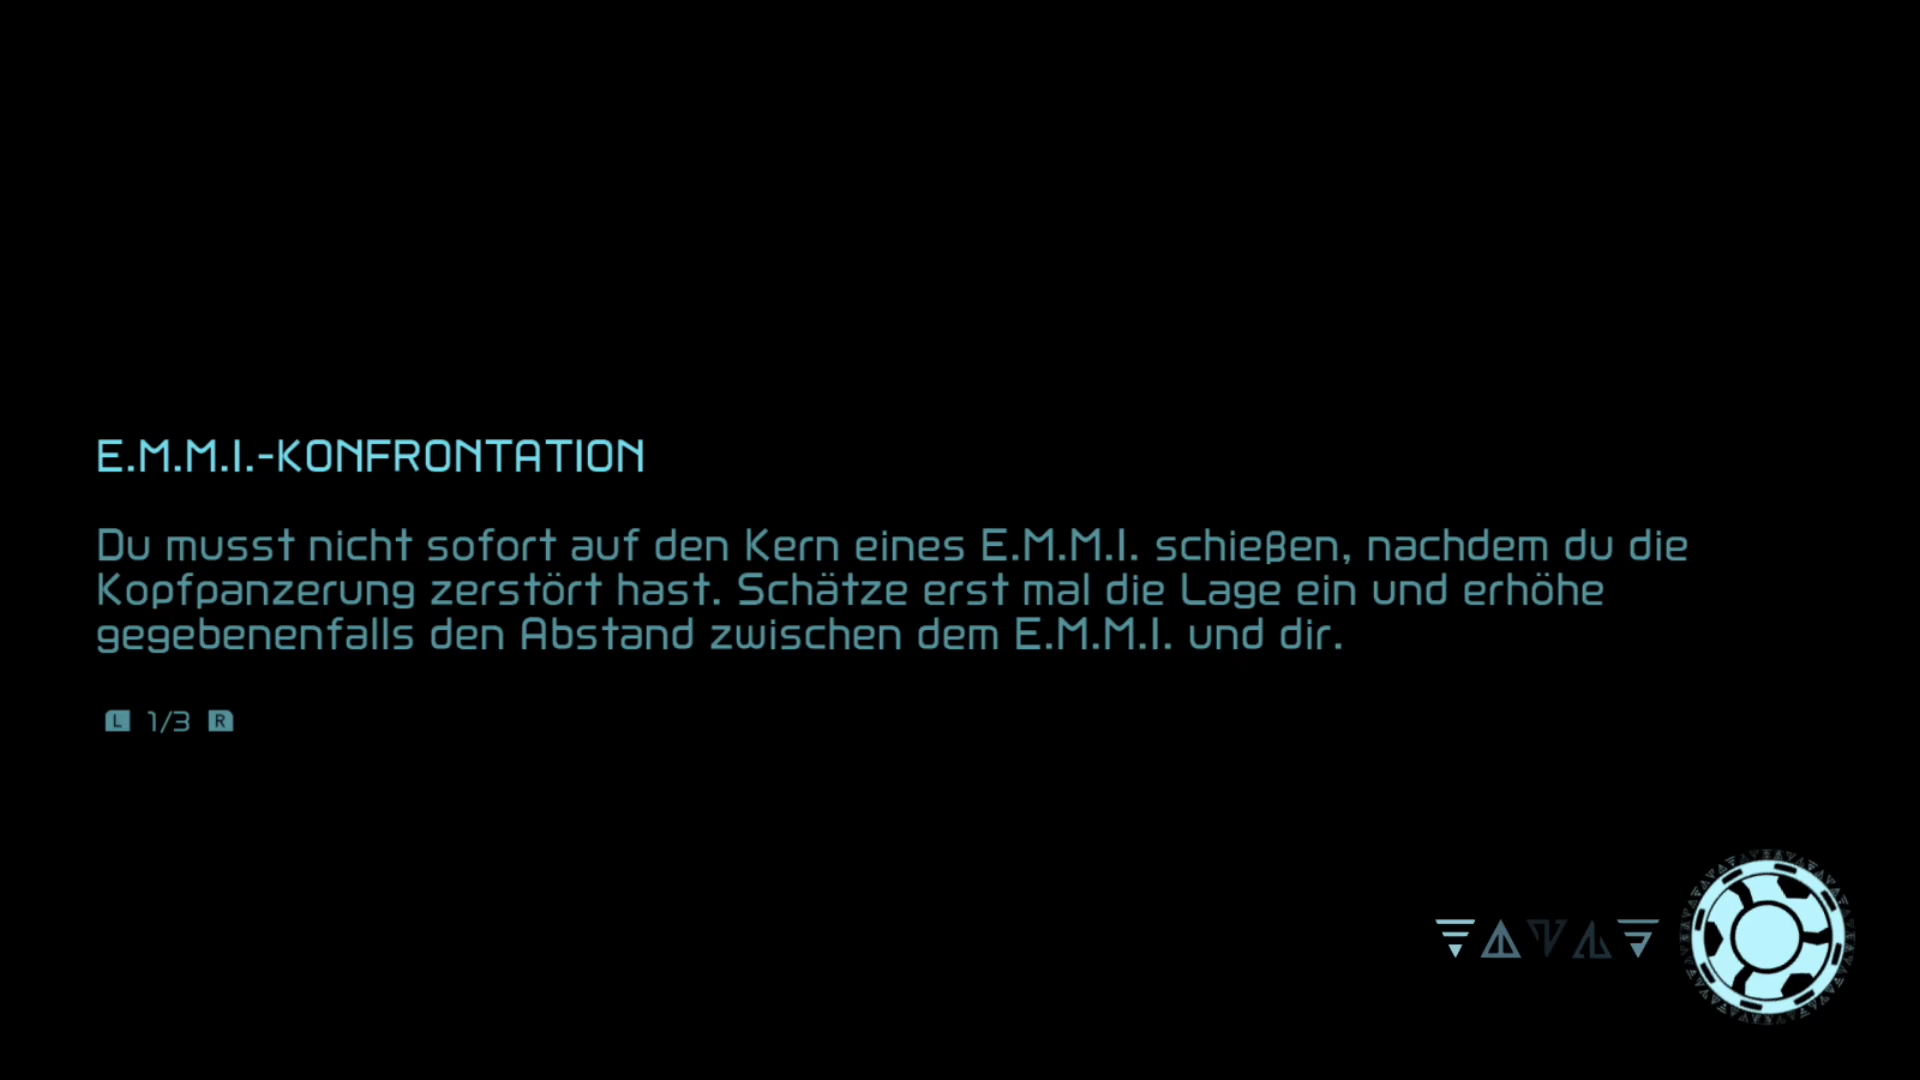 E.M.M.I.-KONFRONTATION
Du musst nicht sofort auf den Kern eines E.M.M.I. schießen, nachdem du die
Kopfpanzerung zerstört hast. Schätze erst mal die Lage ein und erhöhe
gegebenenfalls den Abstand zwischen dem E.M.M.I. und dir.
L 1/3 R